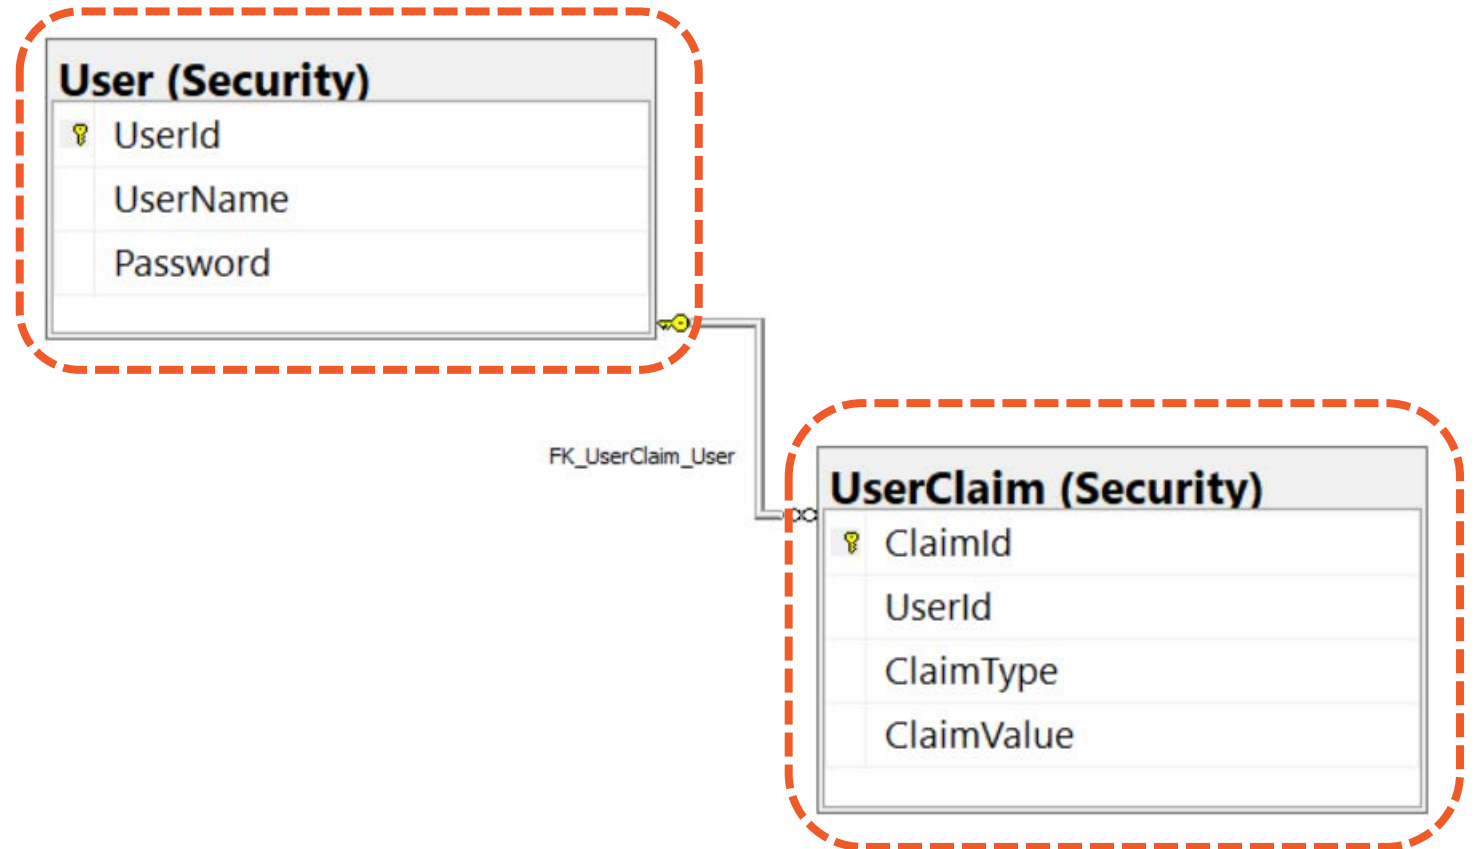 User (Security)
UserId
UserName
Password
FK_UserClaim_User
UserClaim (Security)
ClaimId
UserId
ClaimType
ClaimValue